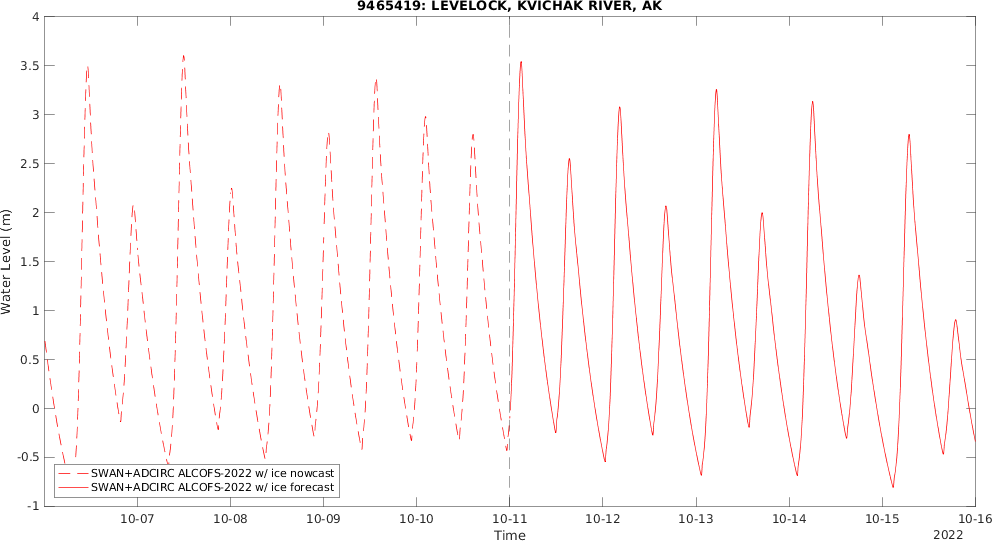 9465419: LEVELOCK, KVICHAK RIVER, AK
4
3.5
3
2.5
2
1.5
1
0.5
0
-0.5
-1
Water Level (m)
SWAN+ADCIRC ALCOFS-2022 w/ ice nowcast
SWAN+ADCIRC ALCOFS-2022 w/ ice forecast
10-07 10-08 10-09 10-10 10-11 10-12 10-13 10-14 10-15 10-16
Time
2022